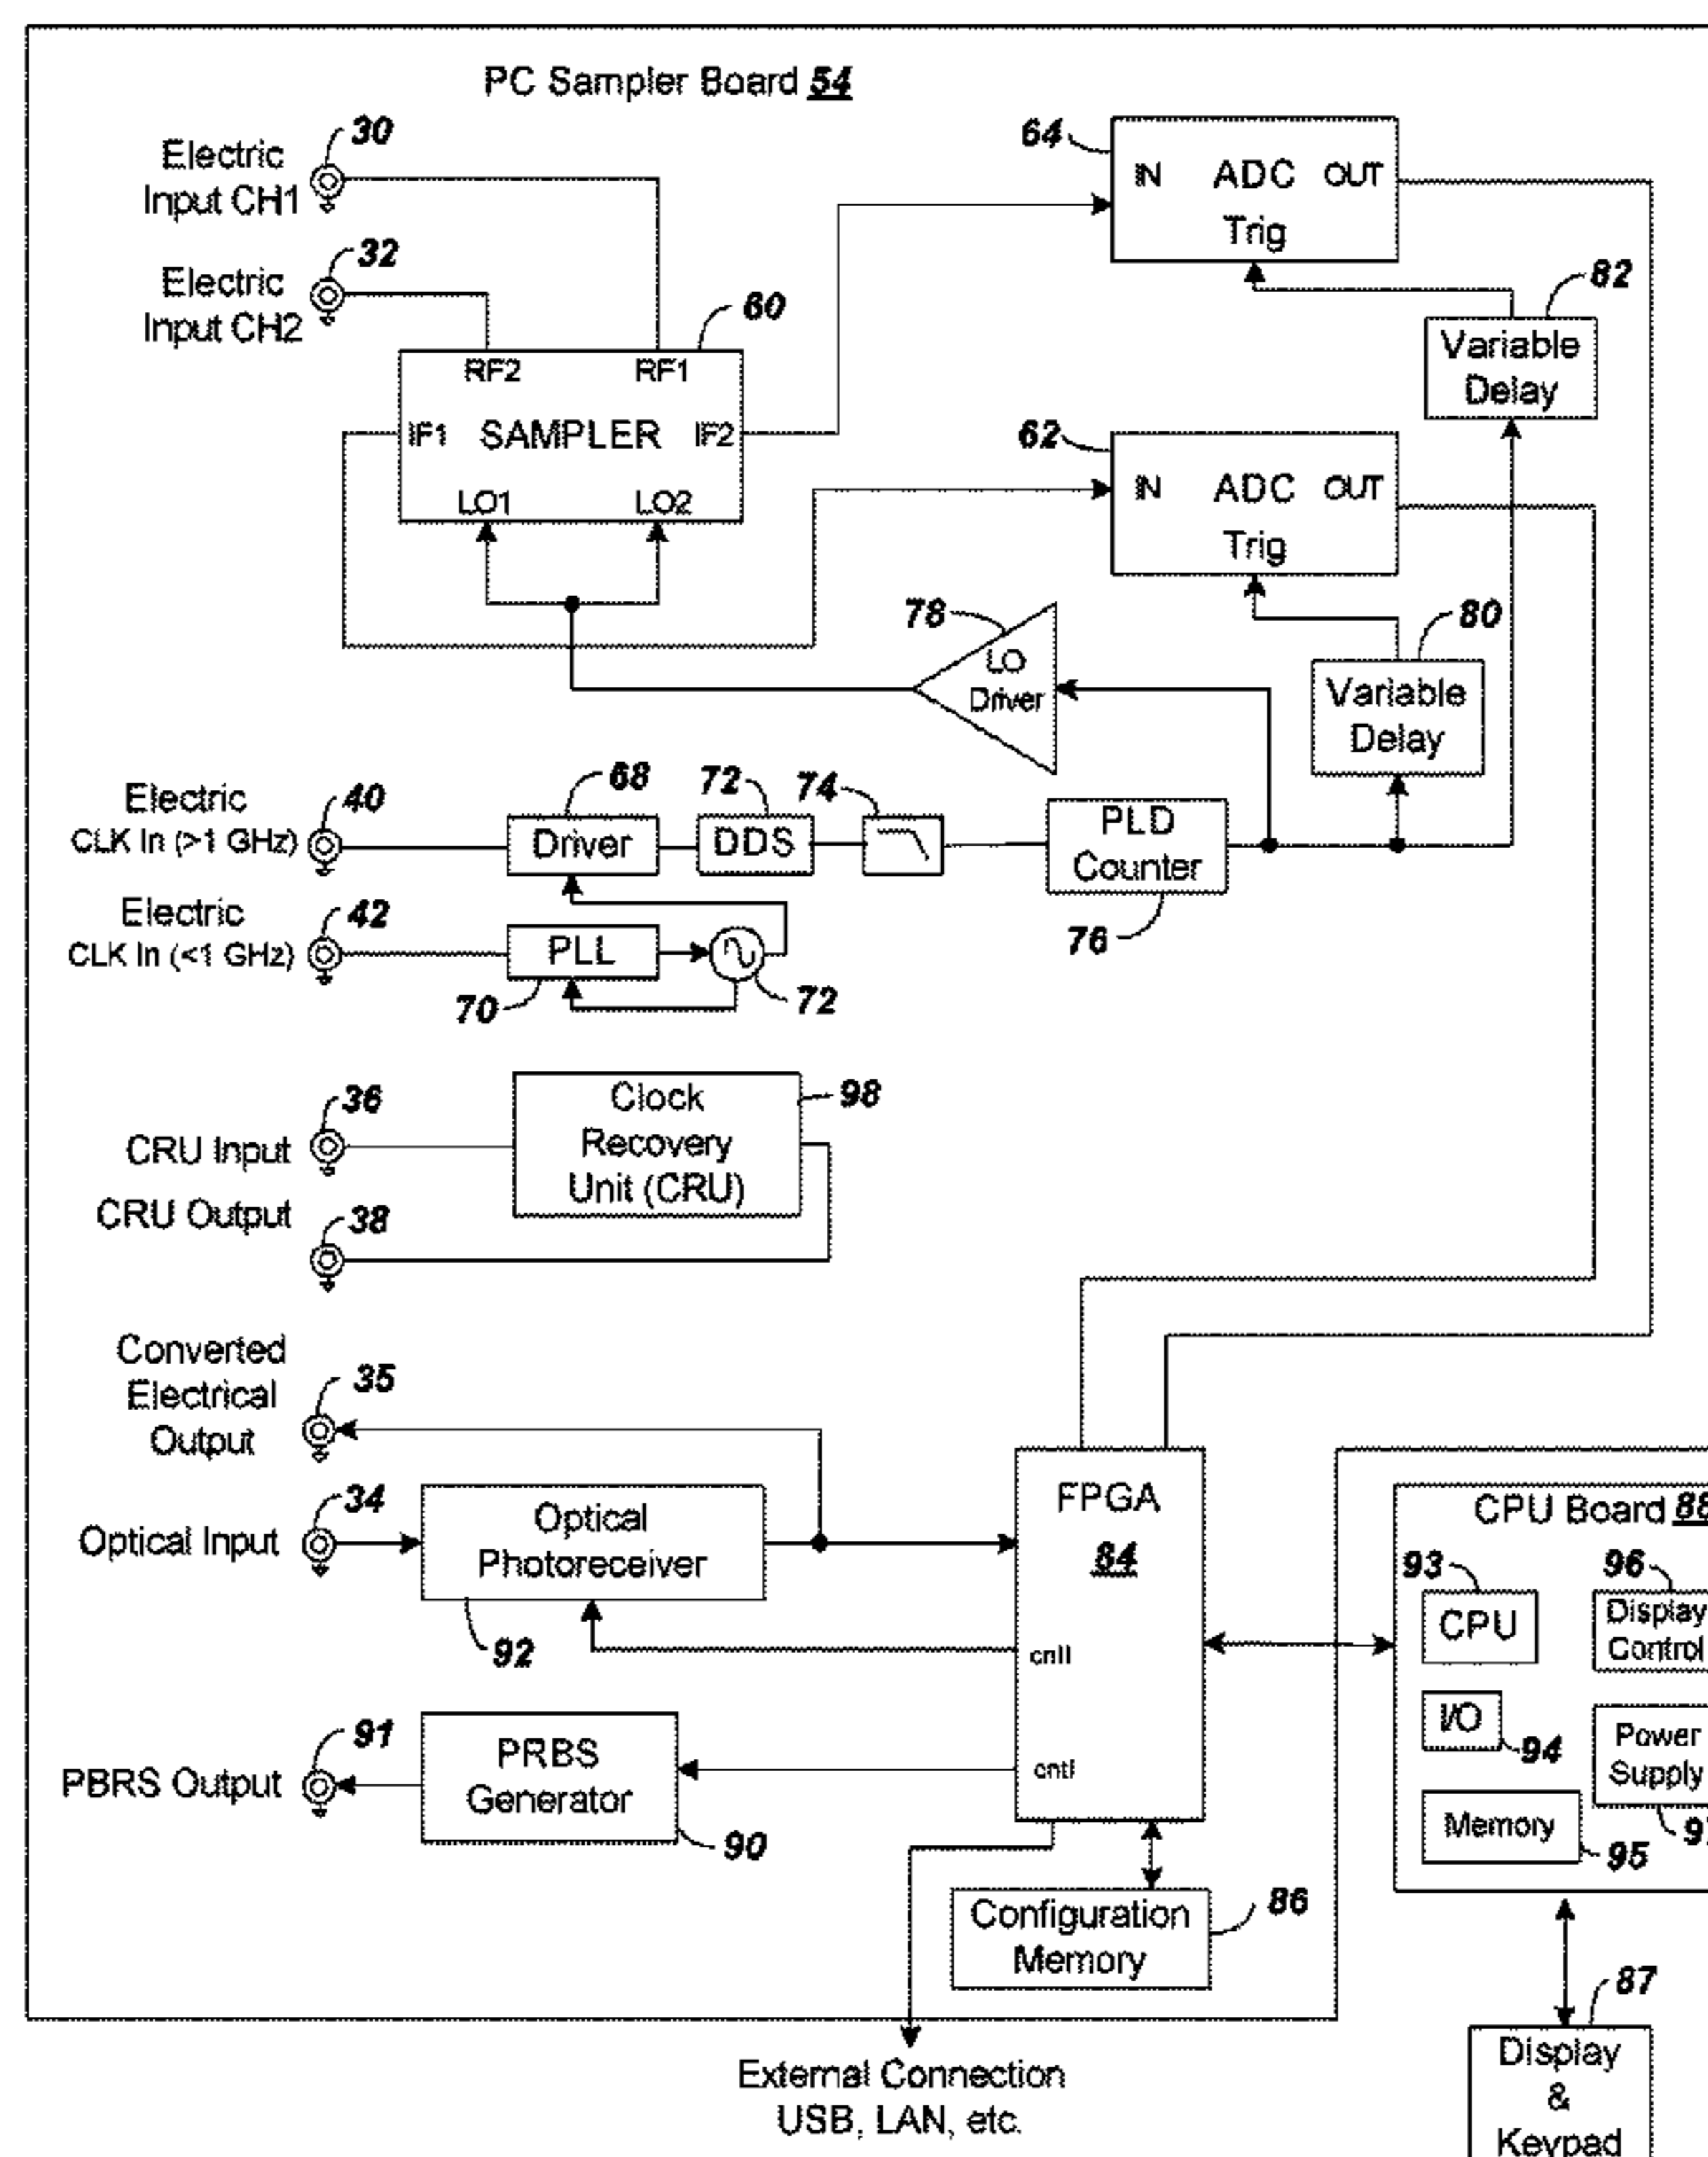 PC Sampler Board 54
30
Electric
Input CH1
32
Electric
Input CH2
60
RF2 RF1
IF1 SAMPLER IF2
LO1 LO2
64
IN ADC OUT
Trig
82
Variable
Delay
62
IN ADC OUT
Trig
78
LO
Driver
80
Variable
Delay
Electric
CLK In (>1 GHz)
40
68
Driver
72
DDS
74
PLD
Counter
76
Electric
CLK In (<1 GHz)
42
PLL
70
72
36
CRU Input
Clock
Recovery
Unit (CRU)
98
CRU Output
38
Converted
Electrical
Output
35
34
Optical Input
Optical
Photoreceiver
92
FPGA
84
cntl
cntl
91
PBRS Output
PRBS
Generator
90
Configuration
Memory
86
CPU Board 88
93
CPU
96
Display
Control
I/O
94
Power
Supply
Memory
95
87
Display
&
Keypad
External Connection
USB, LAN, etc.